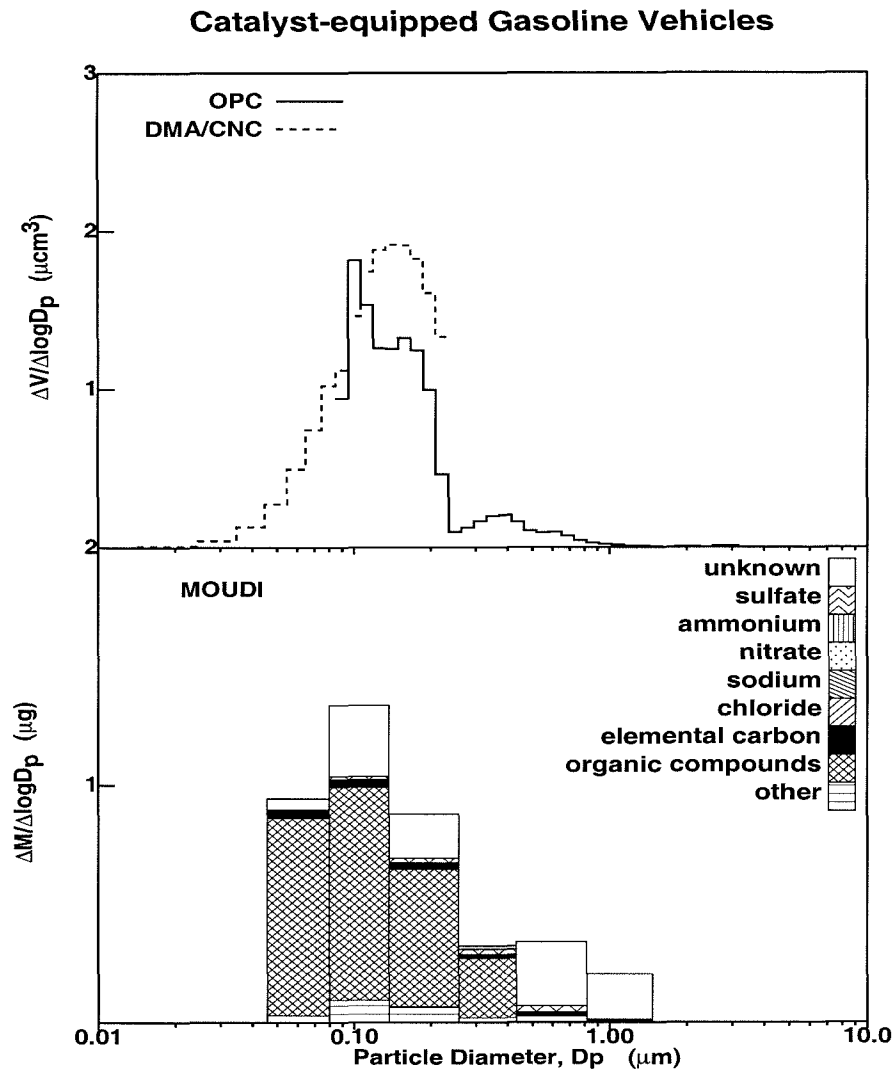 Catalyst-equipped Gasoline Vehicles
3
OPC
DMA/CNC
2
1
ΔV/ΔlogDp (μcm³)
2
MOUDI
unknown
sulfate
ammonium
nitrate
sodium
chloride
elemental carbon
organic compounds
other
1
ΔM/ΔlogDp (μg)
0.01 0.10 1.00 10.0
Particle Diameter, Dp (μm)